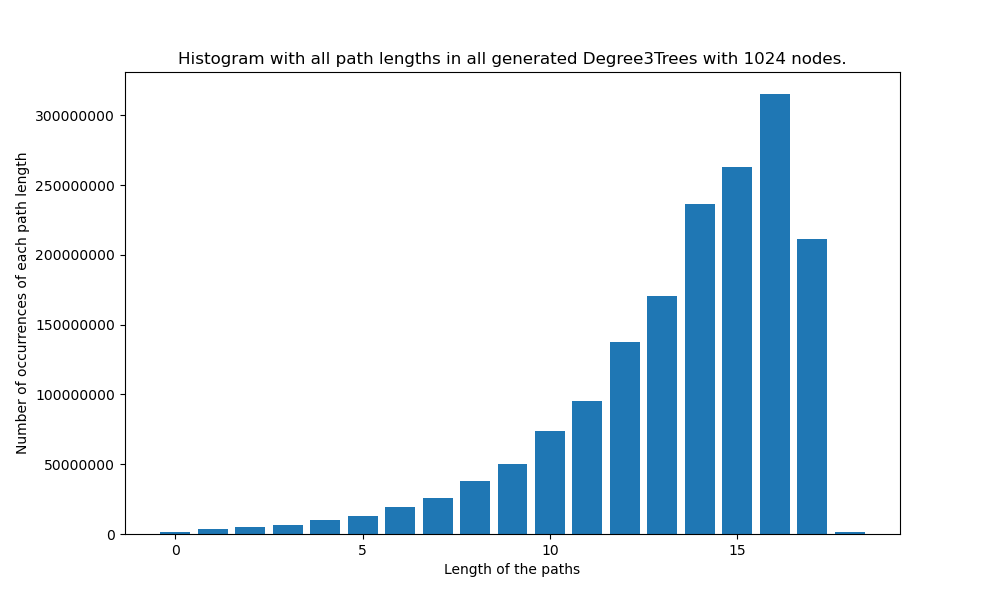 Histogram with all path lengths in all generated Degree3Trees with 1024 nodes.
Number of occurrences of each path length
300000000
250000000
200000000
150000000
100000000
50000000
0
0 5 10 15
Length of the paths